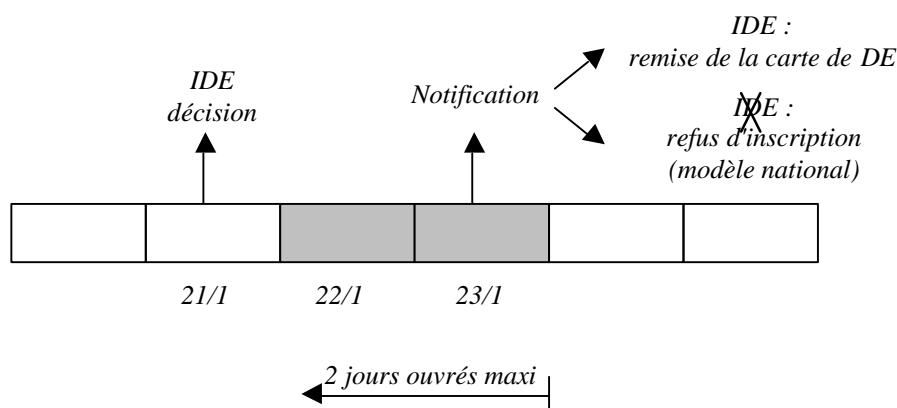 IDE :
remise de la carte de DE
IDE
décision
Notification
IDE :
refus d'inscription
(modèle national)
21/1
22/1
23/1
2 jours ouvrés maxi